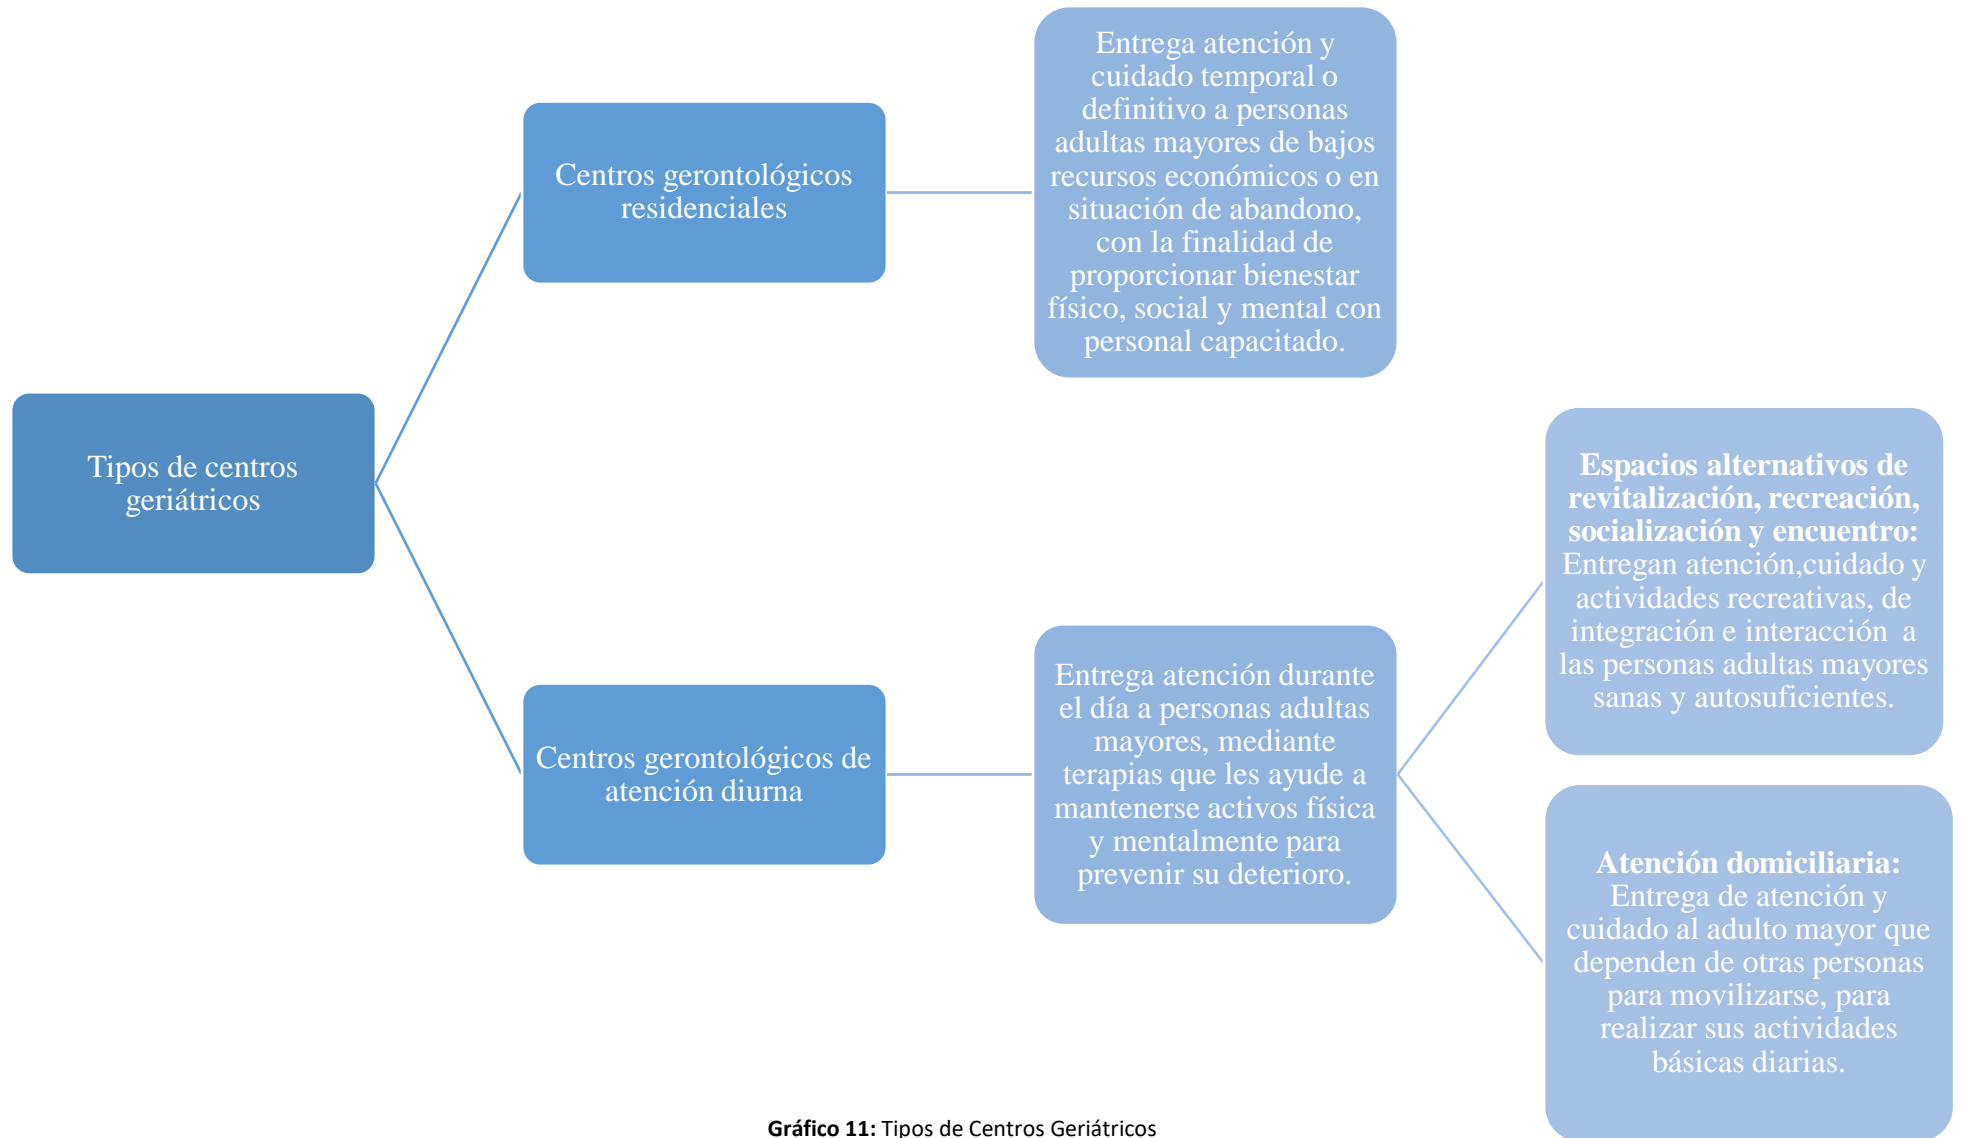 Tipos de centros
geriátricos
Centros gerontológicos
residenciales
Entrega atención y
cuidado temporal o
definitivo a personas
adultas mayores de bajos
recursos económicos o en
situación de abandono,
con la finalidad de
proporcionar bienestar
físico, social y mental con
personal capacitado.
Centros gerontológicos de
atención diurna
Entrega atención durante
el día a personas adultas
mayores, mediante
terapias que les ayude a
mantenerse activos física
y mentalmente para
prevenir su deterioro.
Espacios alternativos de
revitalización, recreación,
socialización y encuentro:
Entregan atención,cuidado y
actividades recreativas, de
integración e interacción  a
las personas adultas mayores
sanas y autosuficientes.
Atención domiciliaria:
Entrega de atención y
cuidado al adulto mayor que
dependen de otras personas
para movilizarse, para
realizar sus actividades
básicas diarias.
Gráfico 11: Tipos de Centros Geriátricos